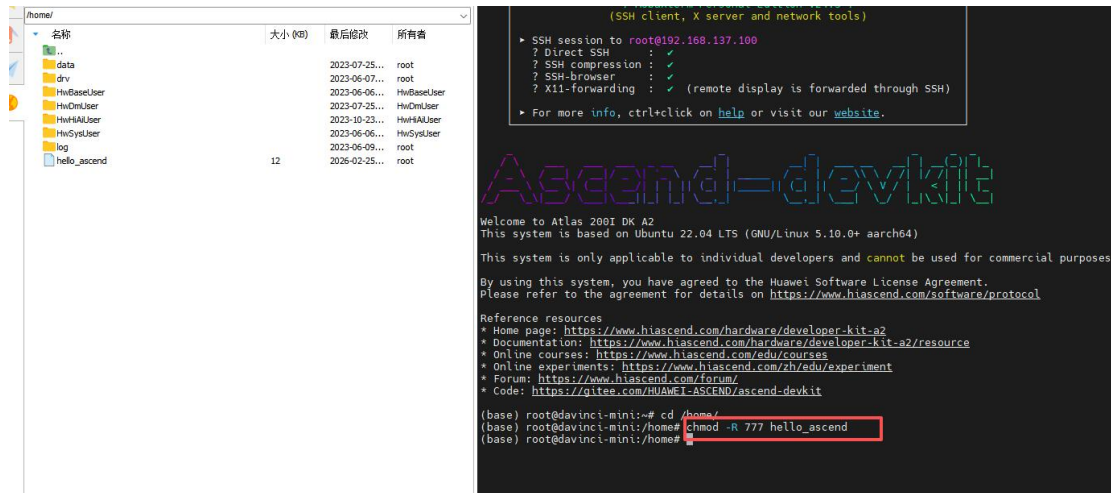 /home/
名称 大小 (KB) 最后修改 所有者
..
data 2023-07-25... root
drv 2023-06-07... root
HwBaseUser 2023-06-06... HwBaseUser
HwDmUser 2023-07-25... HwDmUser
HwHiAiUser 2023-10-23... HwHiAiUser
HwSysUser 2023-06-06... HwSysUser
log 2023-06-09... root
hello_ascend 12 2026-02-25... root
(SSH client, X server and network tools)
► SSH session to root@192.168.137.100
? Direct SSH : ✔
? SSH compression : ✔
? SSH-browser : ✔
? X11-forwarding : ✔ (remote display is forwarded through SSH)
► For more info, ctrl+click on help or visit our website.
Ascend-devkit
Welcome to Atlas 200I DK A2
This system is based on Ubuntu 22.04 LTS (GNU/Linux 5.10.0+ aarch64)
This system is only applicable to individual developers and cannot be used for commercial purposes
By using this system, you have agreed to the Huawei Software License Agreement.
Please refer to the agreement for details on https://www.hiascend.com/software/protocol
Reference resources
* Home page: https://www.hiascend.com/hardware/developer-kit-a2
* Documentation: https://www.hiascend.com/hardware/developer-kit-a2/resource
* Online courses: https://www.hiascend.com/edu/courses
* Online experiments: https://www.hiascend.com/zh/edu/experiment
* Forum: https://www.hiascend.com/forum/
* Code: https://gitee.com/HUAWEI-ASCEND/ascend-devkit
(base) root@davinci-mini:~# cd /home/
(base) root@davinci-mini:/home# chmod -R 777 hello_ascend
(base) root@davinci-mini:/home#